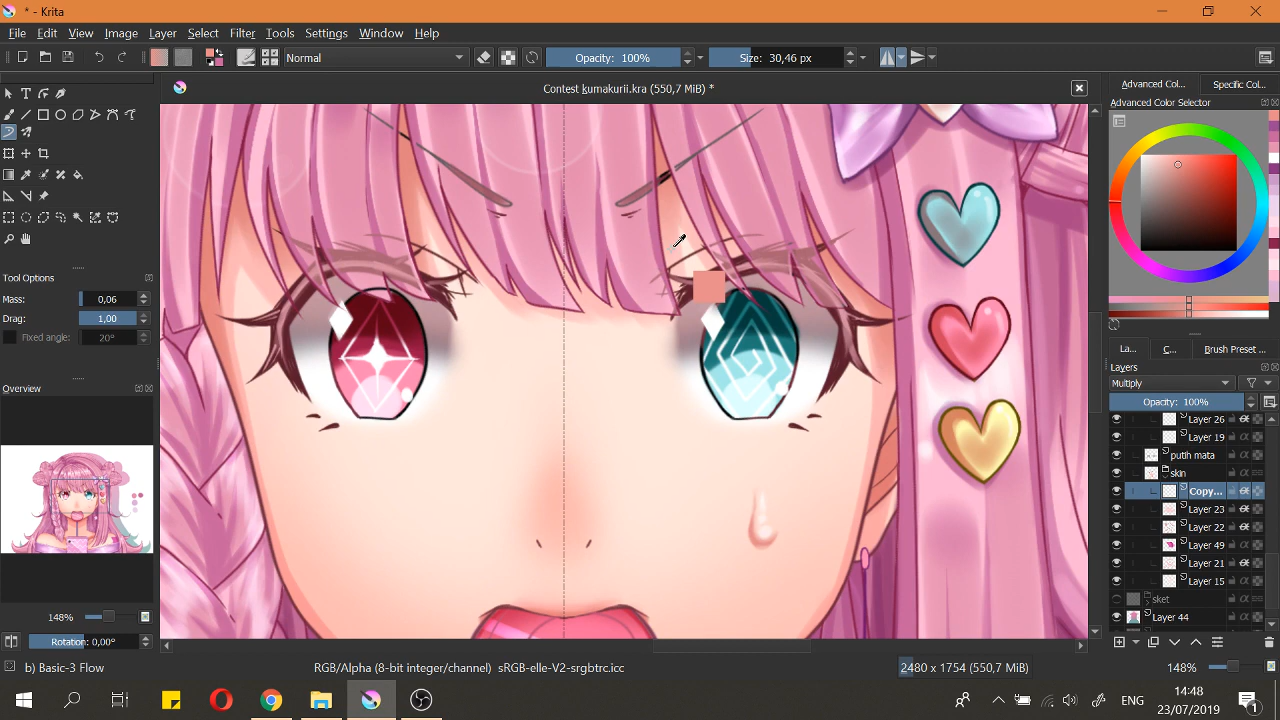 * - Krita
File Edit View Image Layer Select Filter Tools Settings Window Help
Normal Opacity: 100% Size: 30,46 px
Contest kumakurii.kra (550,7 MiB) *
Advanced Col... Specific Col...
Advanced Color Selector
Tool Options
Mass: 0,06
Drag: 1,00
Fixed angle: 20°
Overview
148%
Rotation: 0,00°
La... C... Brush Preset ...
Layers
Multiply
Opacity: 100%
Layer 26
Layer 19
putih mata
skin
Copy...
Layer 23
Layer 22
Layer 49
Layer 21
Layer 15
sket
Layer 44
b) Basic-3 Flow RGB/Alpha (8-bit integer/channel) sRGB-elle-V2-srgbtrc.icc 2480 x 1754 (550,7 MiB) 148%
ENG
14:48
23/07/2019
1